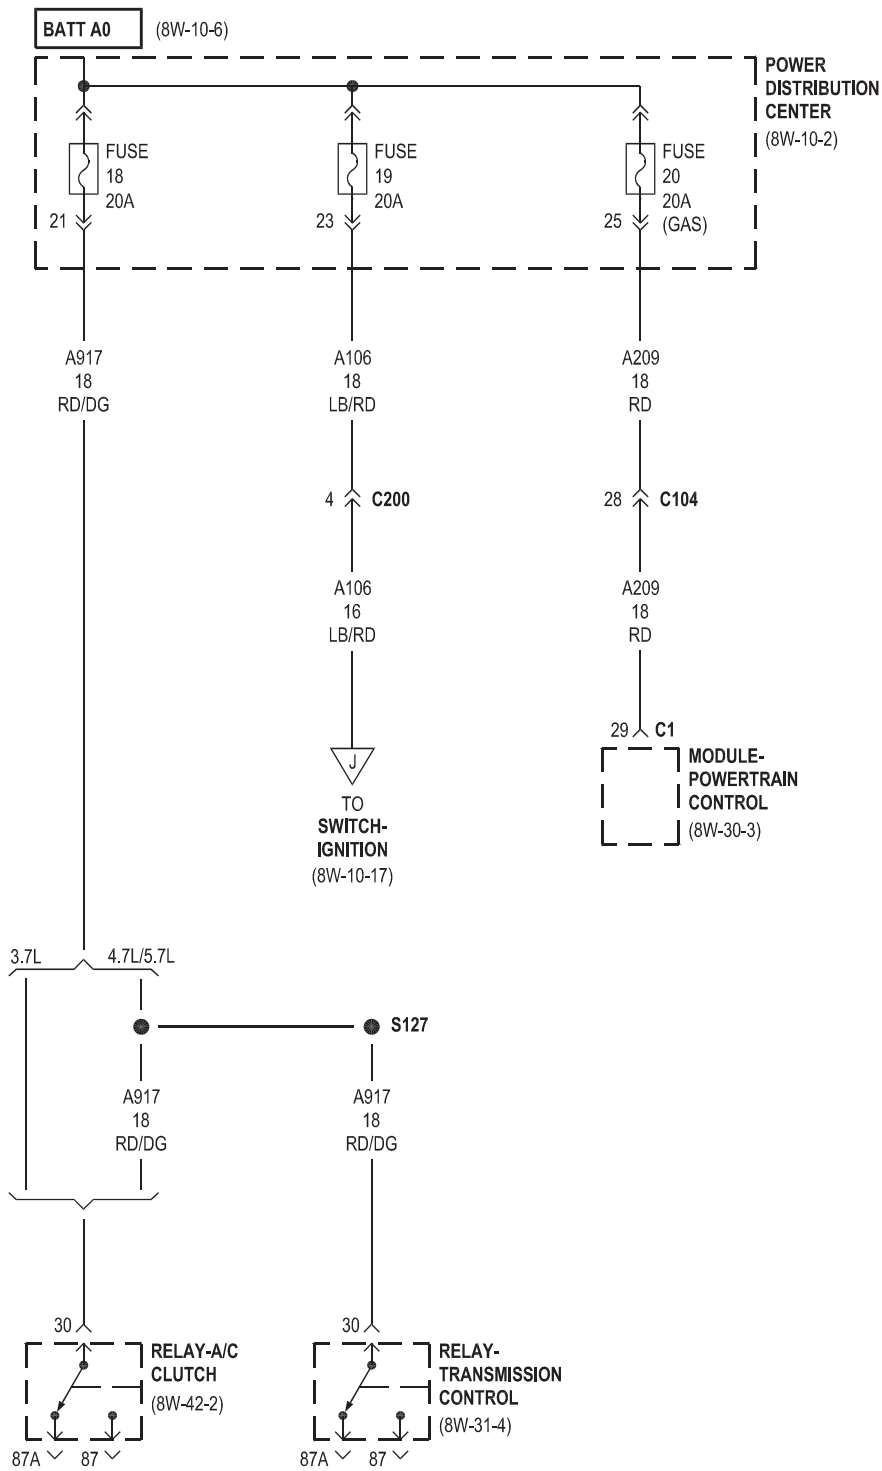 BATT A0 (8W-10-6)
POWER
DISTRIBUTION
CENTER
(8W-10-2)
FUSE
18
20A
21
FUSE
19
20A
23
FUSE
20
20A
(GAS)
25
A917
18
RD/DG
A106
18
LB/RD
A209
18
RD
4 C200
28 C104
A106
16
LB/RD
A209
18
RD
29 C1
J
TO
SWITCH-
IGNITION
(8W-10-17)
MODULE-
POWERTRAIN
CONTROL
(8W-30-3)
3.7L 4.7L/5.7L
S127
A917
18
RD/DG
A917
18
RD/DG
30
RELAY-A/C
CLUTCH
(8W-42-2)
87A 87
30
RELAY-
TRANSMISSION
CONTROL
(8W-31-4)
87A 87